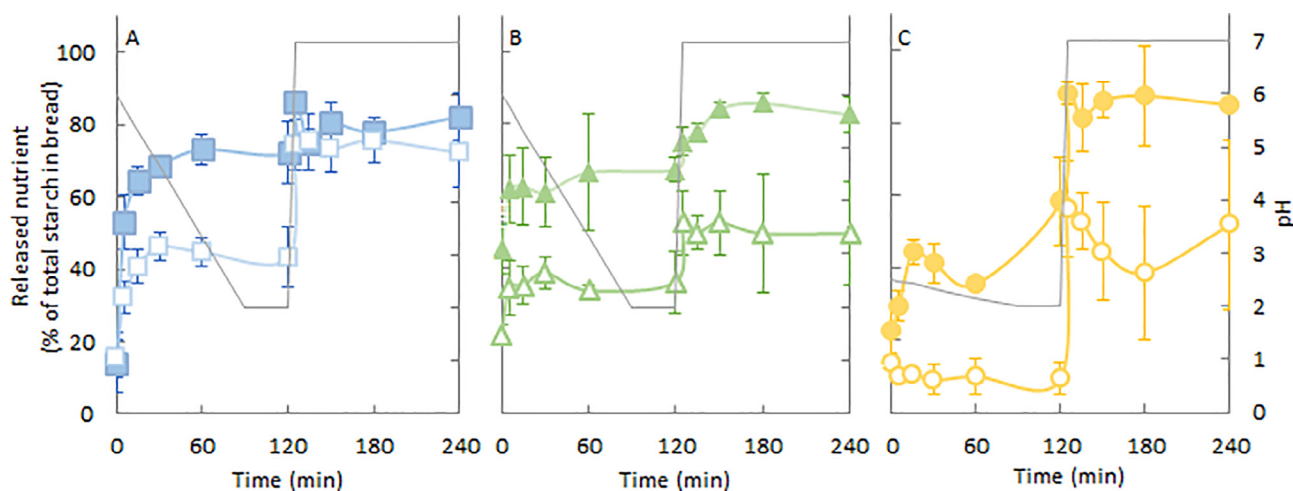 A
B
C
Released nutrient
(% of total starch in bread)
100
80
60
40
20
0
7
6
5
4
3
2
1
0
pH
0 60 120 180 240
0 60 120 180 240
0 60 120 180 240
Time (min)
Time (min)
Time (min)